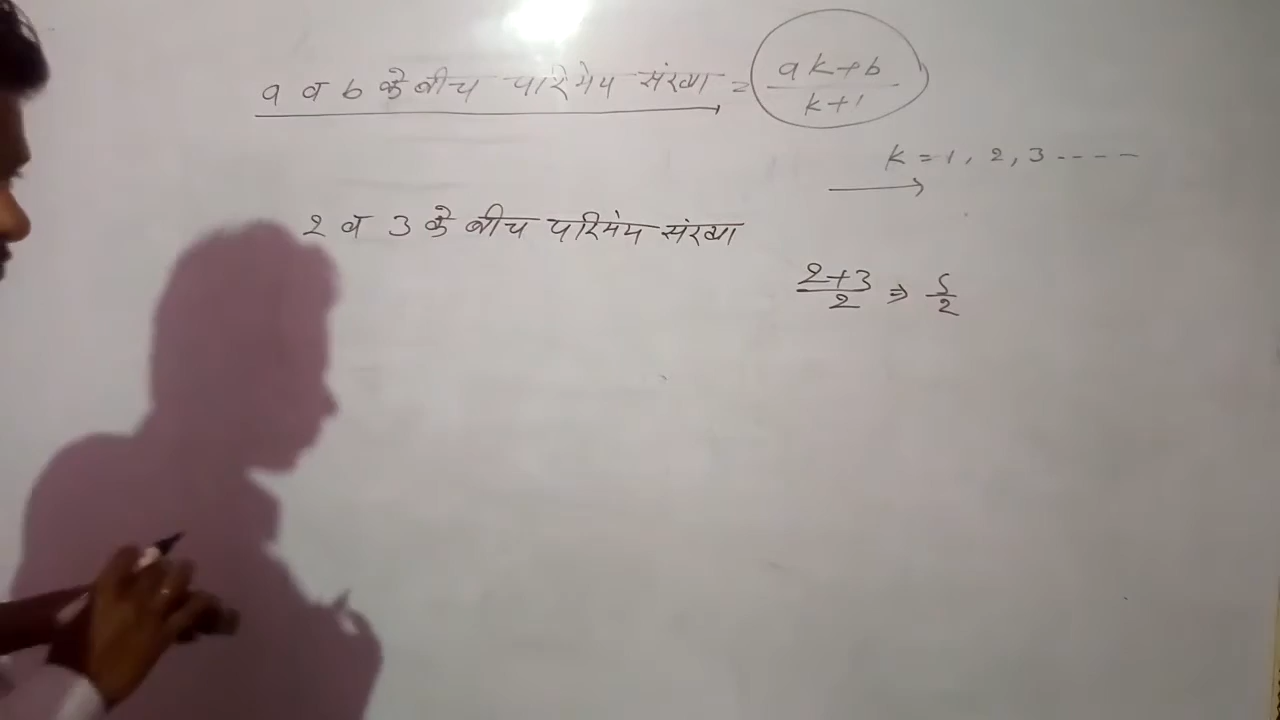 a व b के बीच परिमेय संख्या = ak+b / k+1
k = 1, 2, 3 ----
2 व 3 के बीच परिमेय संख्या
2+3 / 2 ⇒ 5 / 2